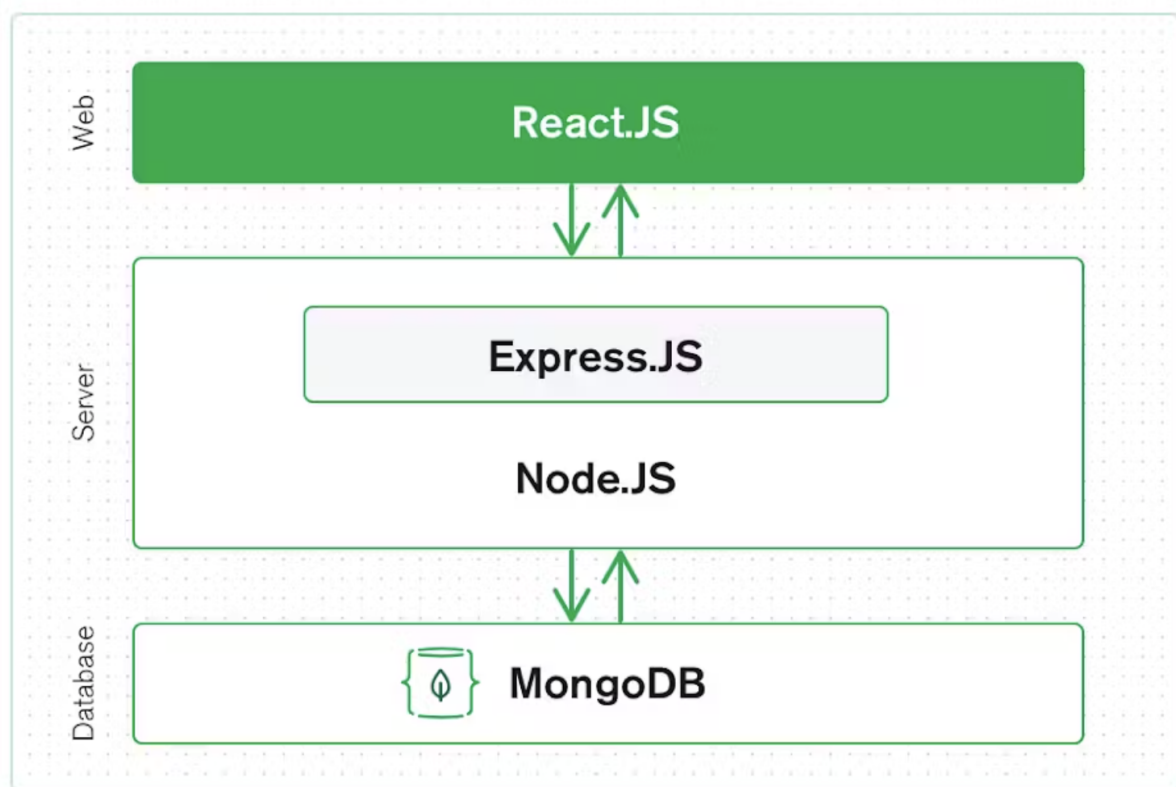 Web
React.JS
Server
Express.JS
Node.JS
Database
MongoDB